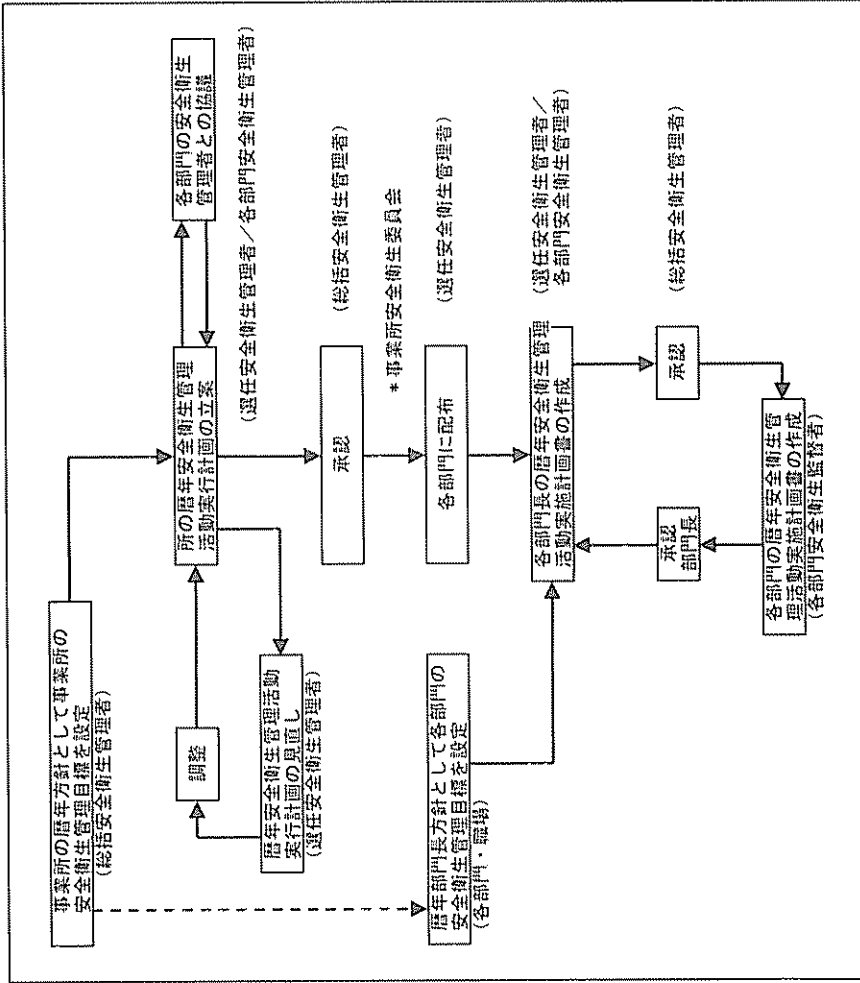 事業所の暦年方針として事業所の
安全衛生管理目標を設定
(総括安全衛生管理者)
調整
暦年安全衛生管理活動
実行計画の見直し
(選任安全衛生管理者)
所の暦年安全衛生管理
活動実行計画の立案
各部門の安全衛生
管理者との協議
(選任安全衛生管理者/各部門安全衛生管理者)
承認
(総括安全衛生管理者)
*事業所安全衛生委員会
各部門に配布
(選任安全衛生管理者)
暦年部門長方針として各部門の
安全衛生管理目標を設定
(各部門・職場)
各部門長の暦年安全衛生管理
活動実施計画書の作成
(選任安全衛生管理者/
各部門安全衛生管理者)
承認
部門長
承認
(総括安全衛生管理者)
各部門の暦年安全衛生管
理活動実施計画書の作成
(各部門安全衛生監督者)